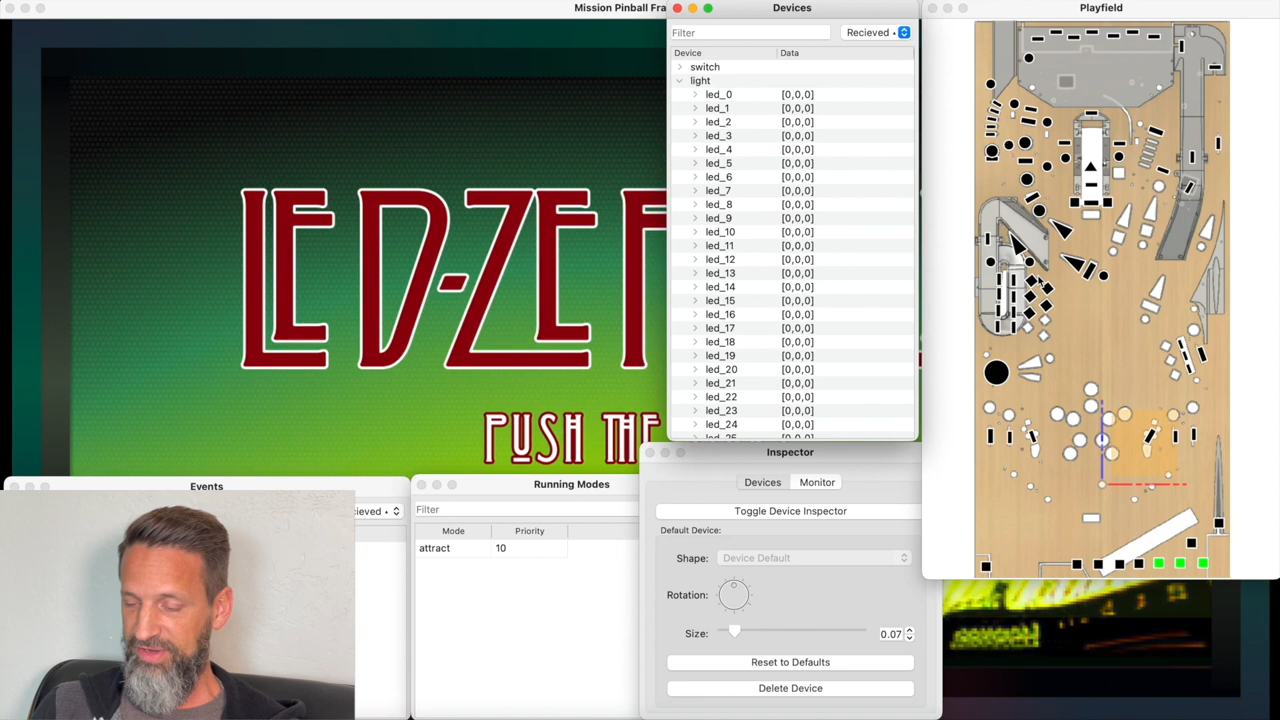 Mission Pinball Fra
Devices
Playfield
Filter
Recieved
Device
Data
switch
light
led_0 [0,0,0]
led_1 [0,0,0]
led_2 [0,0,0]
led_3 [0,0,0]
led_4 [0,0,0]
led_5 [0,0,0]
led_6 [0,0,0]
led_7 [0,0,0]
led_8 [0,0,0]
led_9 [0,0,0]
led_10 [0,0,0]
led_11 [0,0,0]
led_12 [0,0,0]
led_13 [0,0,0]
led_14 [0,0,0]
led_15 [0,0,0]
led_16 [0,0,0]
led_17 [0,0,0]
led_18 [0,0,0]
led_19 [0,0,0]
led_20 [0,0,0]
led_21 [0,0,0]
led_22 [0,0,0]
led_23 [0,0,0]
led_24 [0,0,0]
led_25 [0,0,0]
LED-ZEF
PUSH THE
Events
ieved
Running Modes
Filter
Mode Priority
attract 10
Inspector
Devices Monitor
Toggle Device Inspector
Default Device:
Shape: Device Default
Rotation:
Size: 0.07
Reset to Defaults
Delete Device